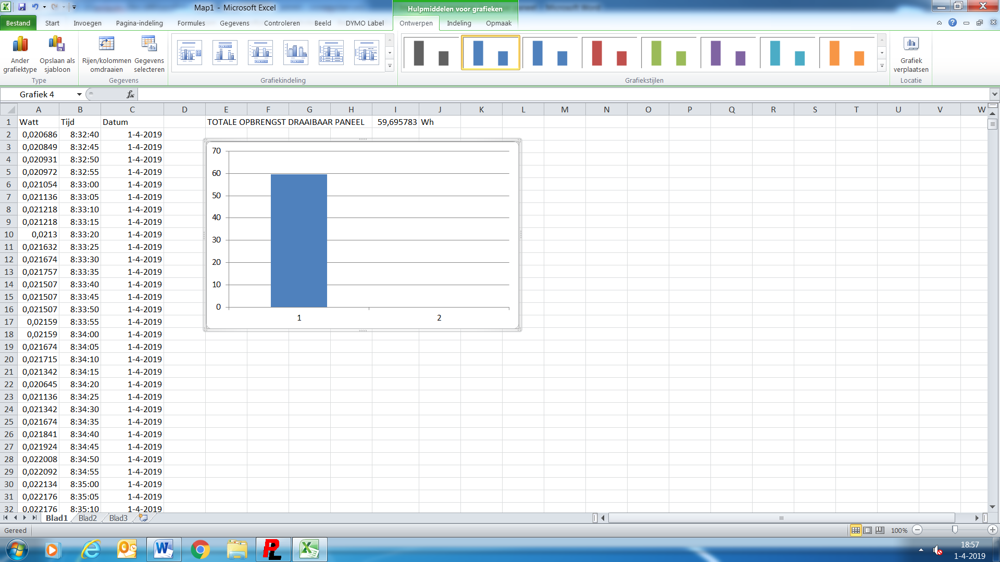 Map1 - Microsoft Excel
Hulpmiddelen voor grafieken
Bestand Start Invoegen Pagina-indeling Formules Gegevens Controleren Beeld DYMO Label Ontwerpen Indeling Opmaak
Ander grafiektype
Opslaan als sjabloon
Type
Rijen/kolommen omdraaien
Gegevens selecteren
Gegevens
Grafiekindeling
Grafiekstijlen
Grafiek verplaatsen
Locatie
Grafiek 4 fx
A B C D E F G H I J K L M N O P Q R S T U V W
1 Watt Tijd Datum TOTALE OPBRENGST DRAAIBAAR PANEEL 59,695783 Wh
2 0,020686 8:32:40 1-4-2019
3 0,020849 8:32:45 1-4-2019
4 0,020931 8:32:50 1-4-2019
5 0,020972 8:32:55 1-4-2019
6 0,021054 8:33:00 1-4-2019
7 0,021136 8:33:05 1-4-2019
8 0,021218 8:33:10 1-4-2019
9 0,021218 8:33:15 1-4-2019
10 0,0213 8:33:20 1-4-2019
11 0,021632 8:33:25 1-4-2019
12 0,021674 8:33:30 1-4-2019
13 0,021757 8:33:35 1-4-2019
14 0,021507 8:33:40 1-4-2019
15 0,021507 8:33:45 1-4-2019
16 0,021507 8:33:50 1-4-2019
17 0,02159 8:33:55 1-4-2019
18 0,02159 8:34:00 1-4-2019
19 0,021674 8:34:05 1-4-2019
20 0,021715 8:34:10 1-4-2019
21 0,021342 8:34:15 1-4-2019
22 0,020645 8:34:20 1-4-2019
23 0,021136 8:34:25 1-4-2019
24 0,021342 8:34:30 1-4-2019
25 0,021674 8:34:35 1-4-2019
26 0,021841 8:34:40 1-4-2019
27 0,021924 8:34:45 1-4-2019
28 0,022008 8:34:50 1-4-2019
29 0,022092 8:34:55 1-4-2019
30 0,022134 8:35:00 1-4-2019
31 0,022176 8:35:05 1-4-2019
32 0,022176 8:35:10 1-4-2019
70
60
50
40
30
20
10
0
1 2
Blad1 Blad2 Blad3
Gereed 100%
18:57
1-4-2019